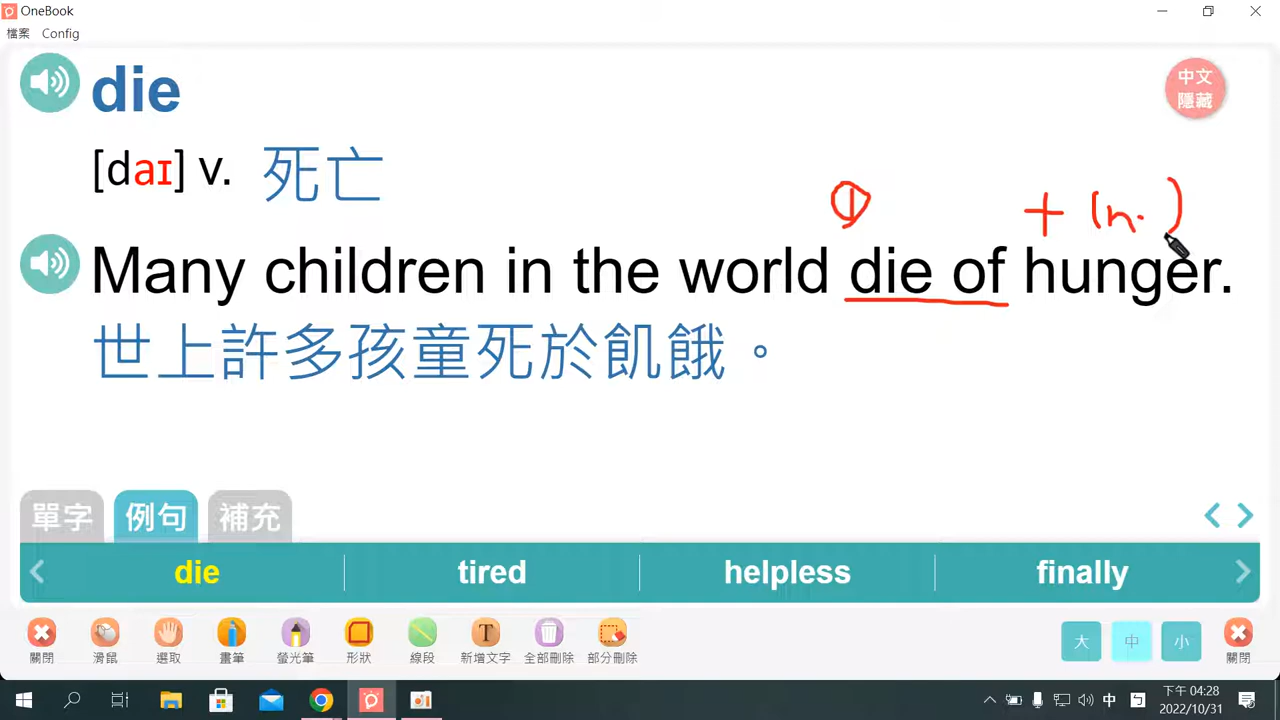 OneBook
檔案 Config
die
中文
隱藏
[daɪ] v. 死亡
① + (n. )
Many children in the world die of hunger.
世上許多孩童死於飢餓。
單字 例句 補充
die tired helpless finally
關閉 滑鼠 選取 畫筆 螢光筆 形狀 線段 新增文字 全部刪除 部分刪除 大 中 小 關閉
中 下午 04:28
2022/10/31